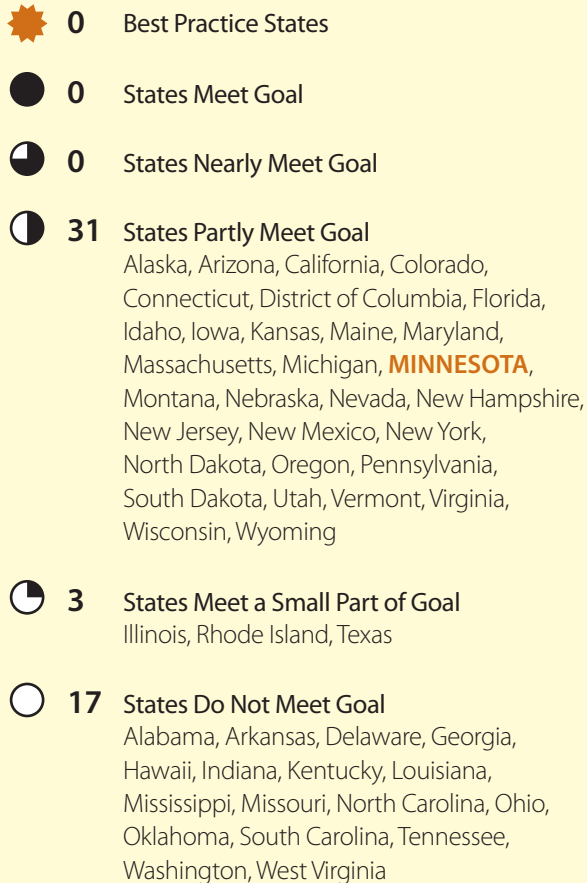 0 Best Practice States
0 States Meet Goal
0 States Nearly Meet Goal
31 States Partly Meet Goal
Alaska, Arizona, California, Colorado,
Connecticut, District of Columbia, Florida,
Idaho, Iowa, Kansas, Maine, Maryland,
Massachusetts, Michigan, MINNESOTA,
Montana, Nebraska, Nevada, New Hampshire,
New Jersey, New Mexico, New York,
North Dakota, Oregon, Pennsylvania,
South Dakota, Utah, Vermont, Virginia,
Wisconsin, Wyoming
3 States Meet a Small Part of Goal
Illinois, Rhode Island, Texas
17 States Do Not Meet Goal
Alabama, Arkansas, Delaware, Georgia,
Hawaii, Indiana, Kentucky, Louisiana,
Mississippi, Missouri, North Carolina, Ohio,
Oklahoma, South Carolina, Tennessee,
Washington, West Virginia